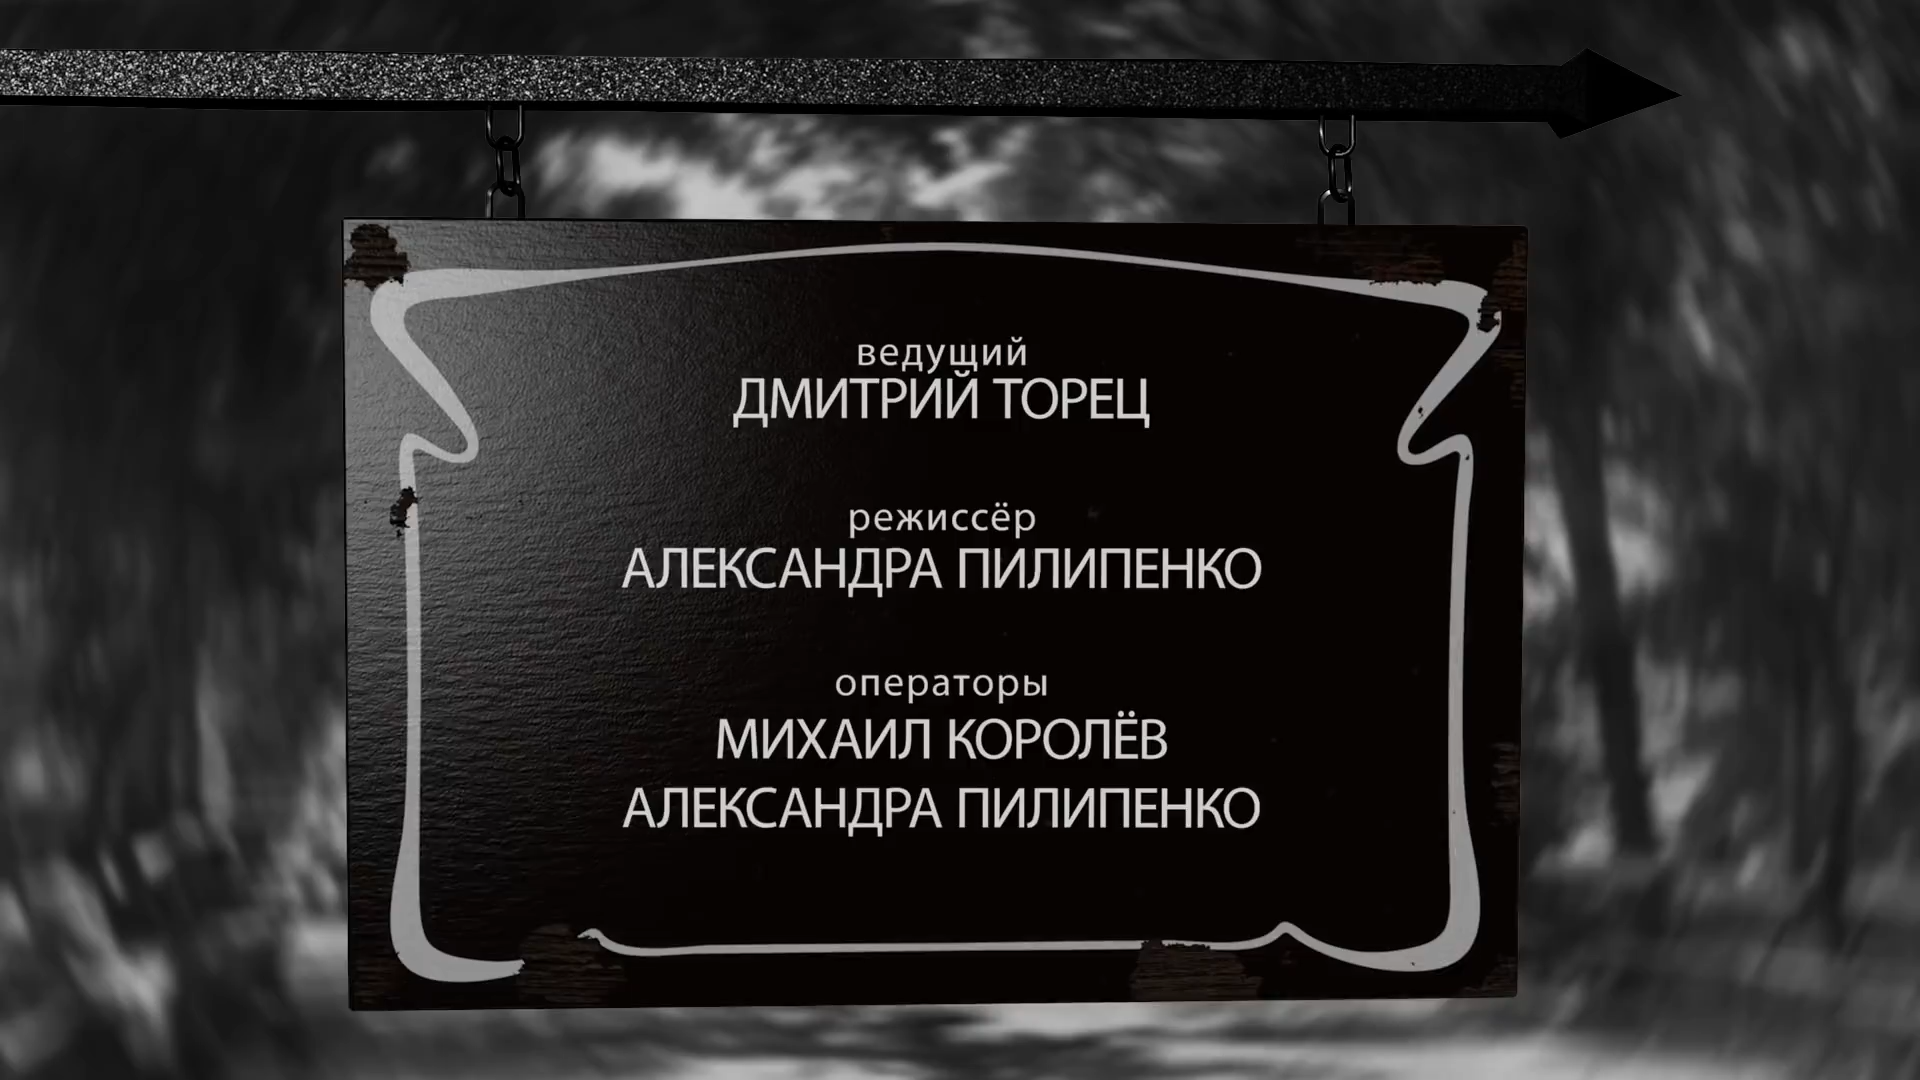 ведущий
ДМИТРИЙ ТОРЕЦ
режиссёр
АЛЕКСАНДРА ПИЛИПЕНКО
операторы
МИХАИЛ КОРОЛЁВ
АЛЕКСАНДРА ПИЛИПЕНКО